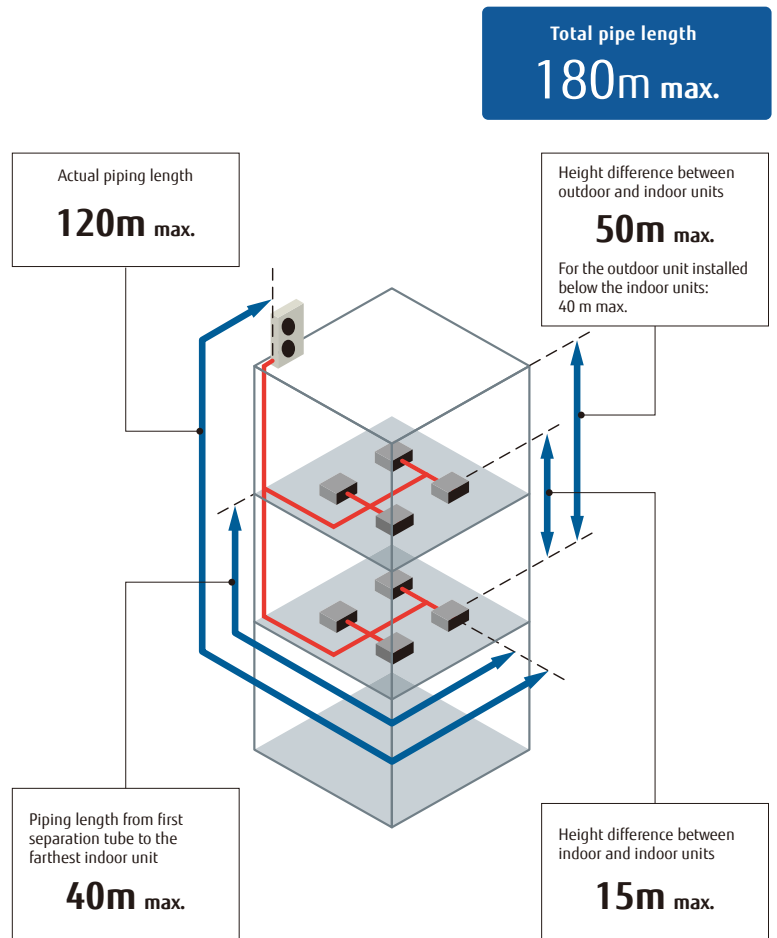 Total pipe length
180m max.
Actual piping length
120m max.
Height difference between
outdoor and indoor units
50m max.
For the outdoor unit installed
below the indoor units:
40 m max.
Piping length from first
separation tube to the
farthest indoor unit
40m max.
Height difference between
indoor and indoor units
15m max.